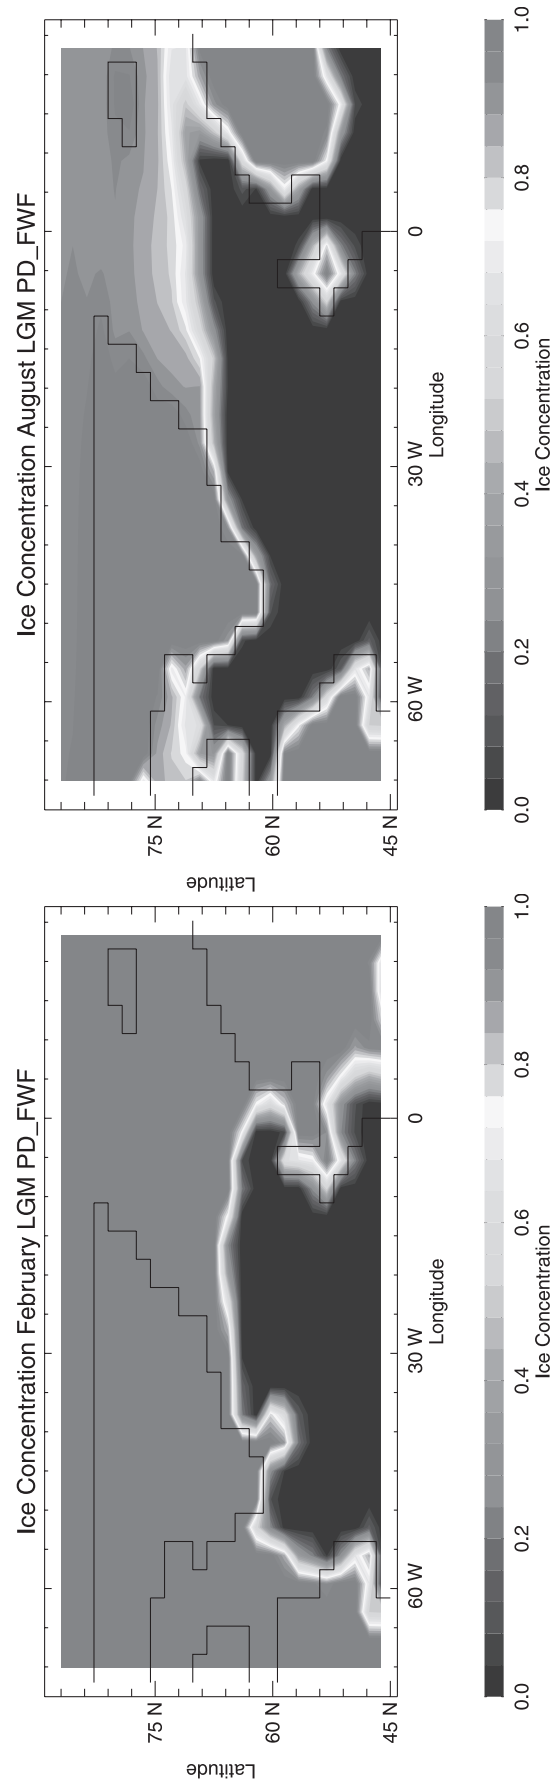 Ice Concentration February LGM PD_FWF
Latitude
75 N
60 N
45 N
60 W
30 W
0
Longitude
0.0
0.2
0.4
0.6
0.8
1.0
Ice Concentration
Ice Concentration August LGM PD_FWF
Latitude
75 N
60 N
45 N
60 W
30 W
0
Longitude
0.0
0.2
0.4
0.6
0.8
1.0
Ice Concentration